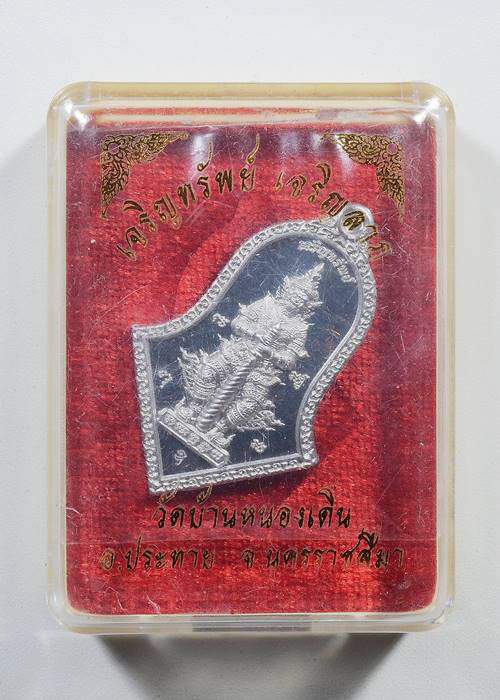 เจริญทรัพย์ เจริญลาภ
วัดบ้านหนองเดิ่น
อ.ประทาย จ.นครราชสีมา